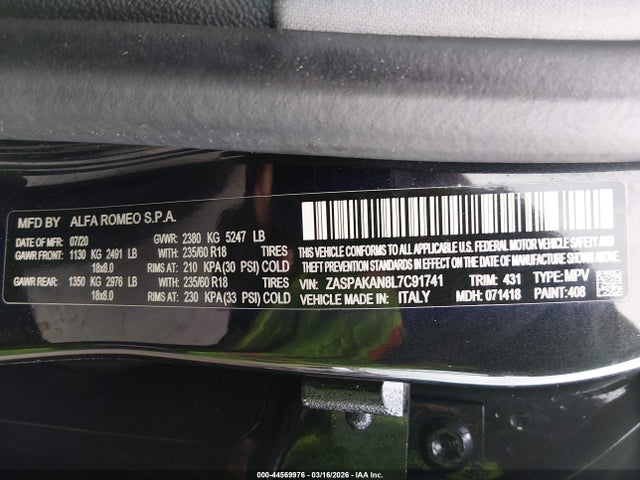 MFD BY ALFA ROMEO S.P.A.
DATE OF MFR: 07/20 GVWR: 2380 KG 5247 LB
GAWR FRONT: 1130 KG 2491 LB WITH: 235/60 R18 TIRES
18x8.0 RIMS AT: 210 KPA (30 PSI) COLD
GAWR REAR: 1350 KG 2976 LB WITH: 235/60 R18 TIRES
18x8.0 RIMS AT: 230 KPA (33 PSI) COLD
THIS VEHICLE CONFORMS TO ALL APPLICABLE U.S. FEDERAL MOTOR VEHICLE SAFETY, BUMPER, AND
THEFT PREVENTION STANDARDS IN EFFECT ON THE DATE OF MANUFACTURE SHOWN ABOVE.
VIN: ZASPAKAN8L7C91741 TRIM: 431 TYPE: MPV
VEHICLE MADE IN: ITALY MDH: 071418 PAINT: 408
000-44569976 - 03/16/2026 - IAA Inc.